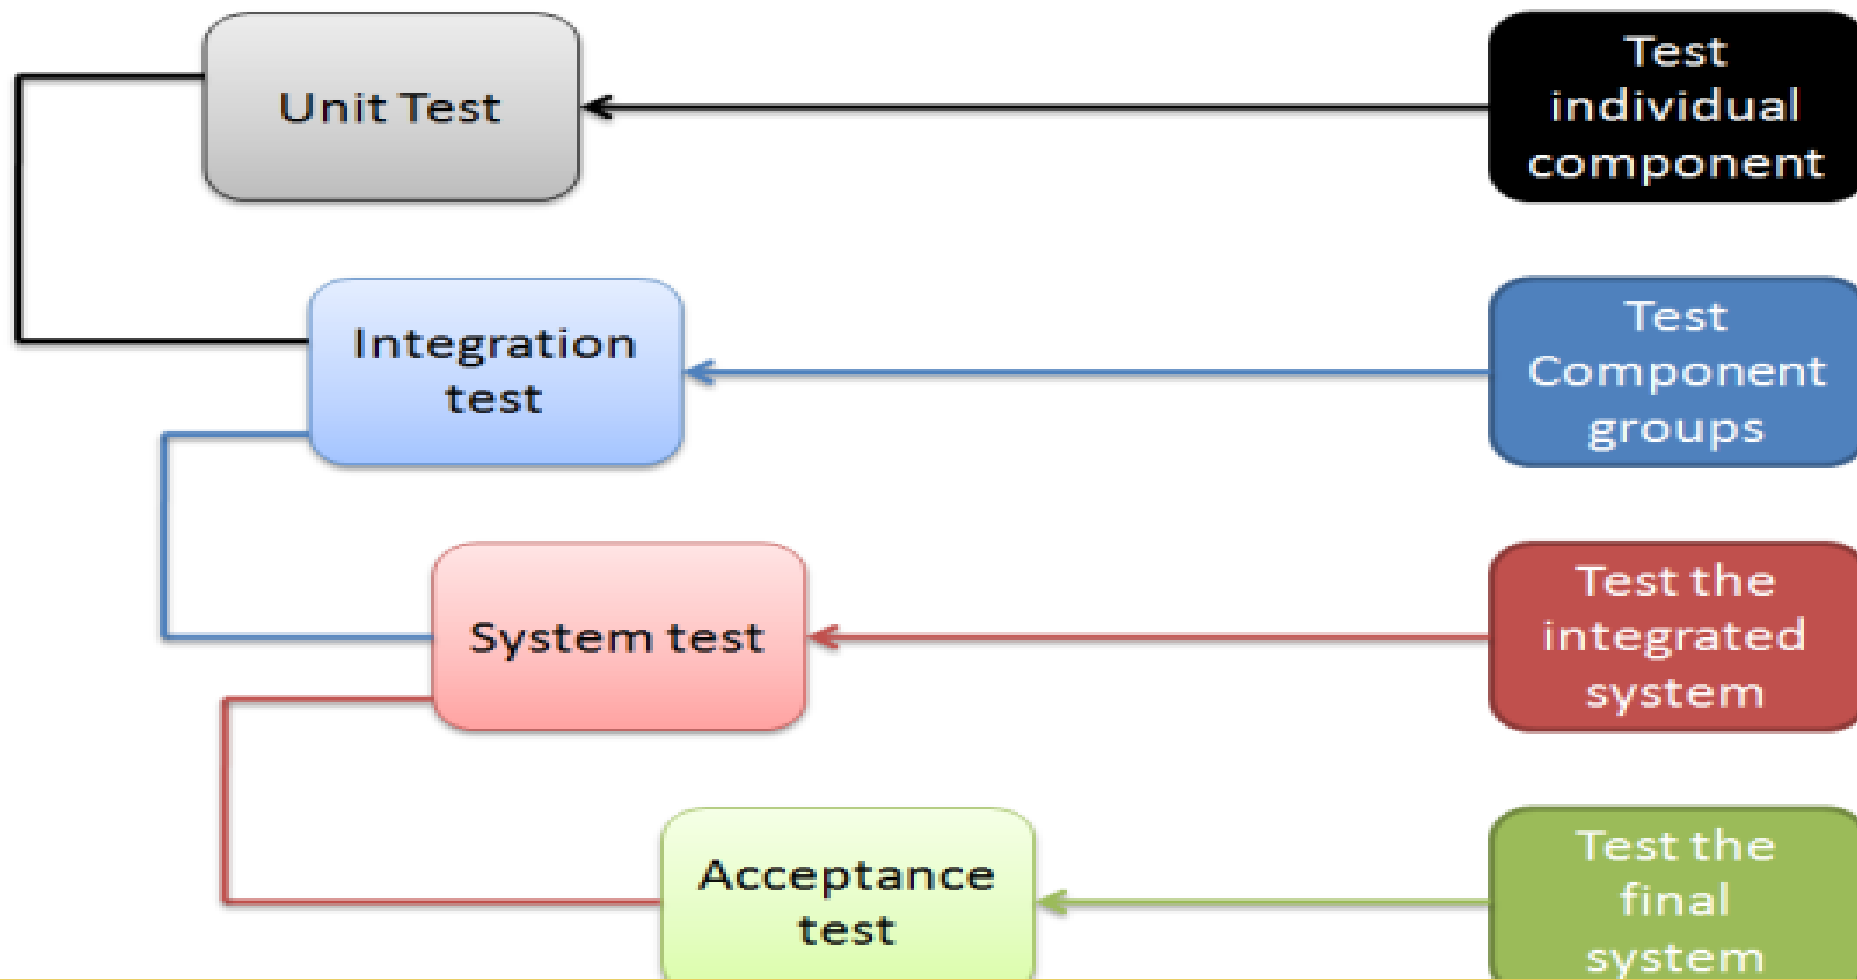 Unit Test
Test
individual
component
Integration
test
Test
Component
groups
System test
Test the
integrated
system
Acceptance
test
Test the
final
system